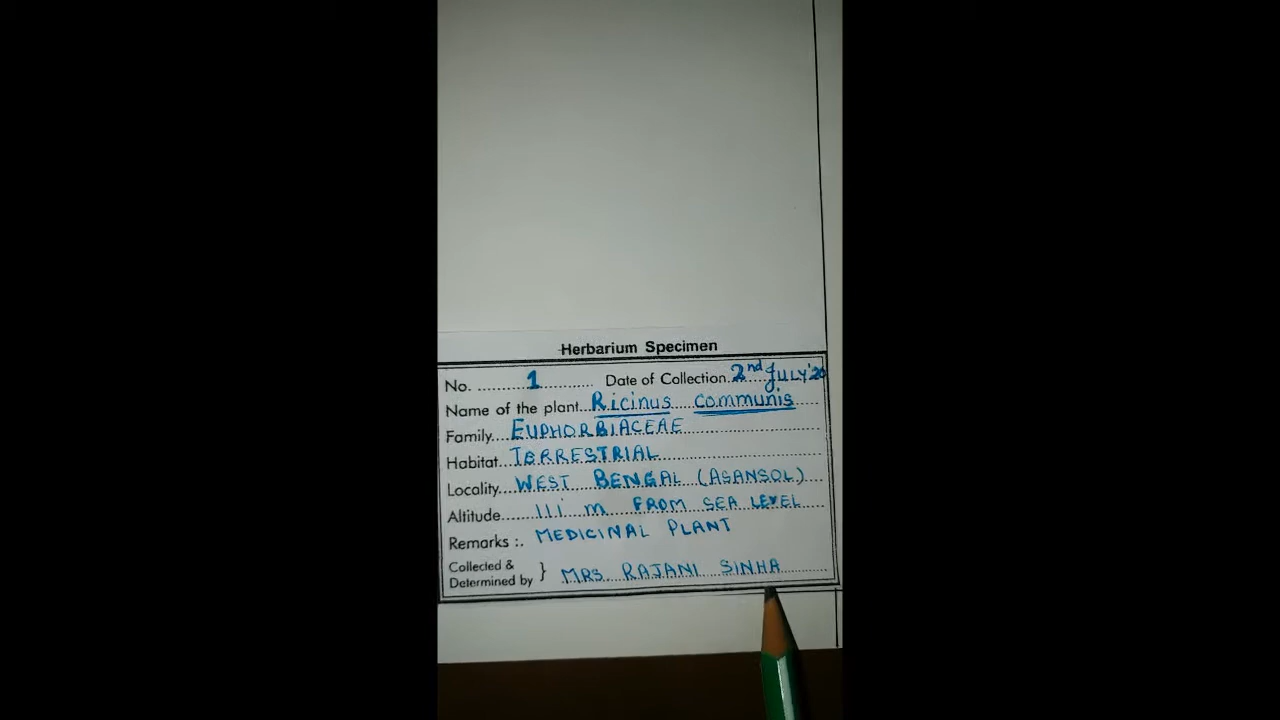 Herbarium Specimen
No. .......... 1 .......... Date of Collection. 2nd JULY'20
Name of the plant... Ricinus communis
Family.... EUPHORBIACEAE
Habitat... TERRESTRIAL
Locality.... WEST BENGAL (ASANSOL)
Altitude...... 111 m FROM SEA LEVEL
Remarks :. MEDICINAL PLANT
Collected &
Determined by } MRS. RAJANI SINHA